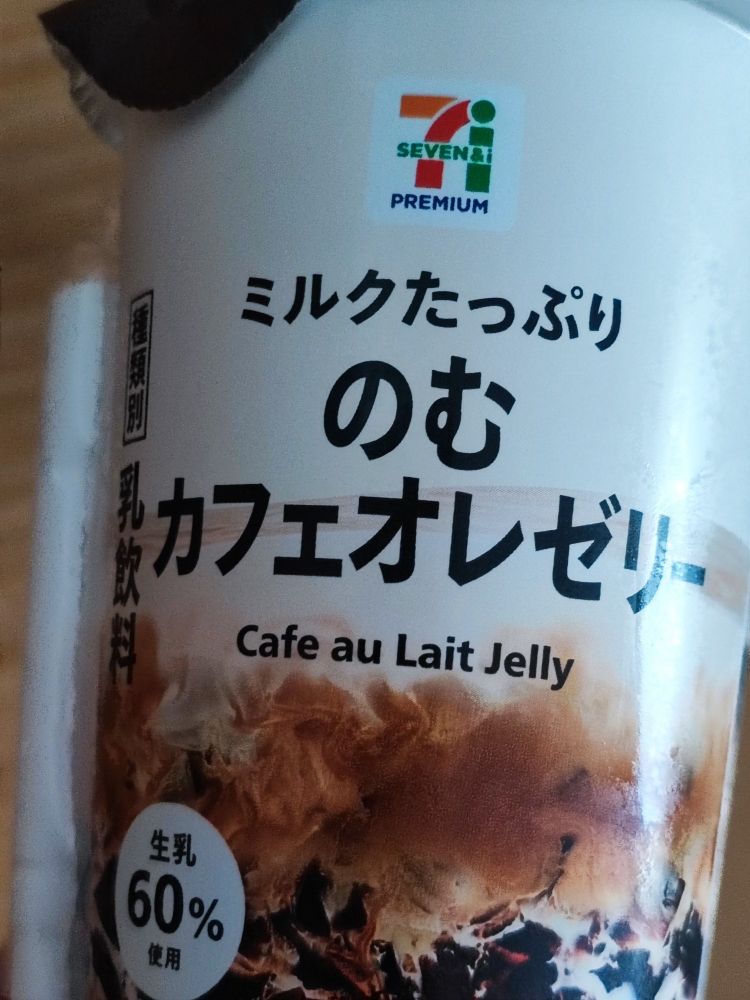 SEVEN&i
PREMIUM
ミルクたっぷり
のむ
カフェオレゼリー
Cafe au Lait Jelly
種類別
乳飲料
生乳
60%
使用